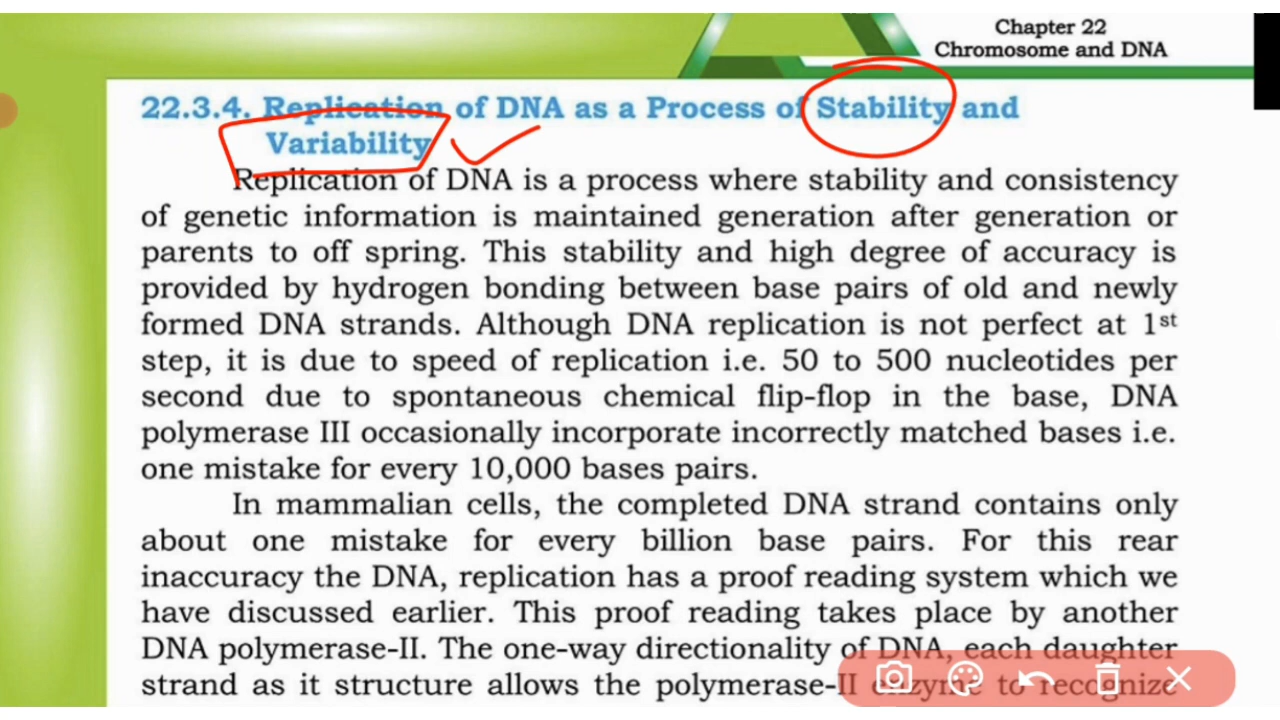 Chapter 22
Chromosome and DNA
22.3.4. Replication of DNA as a Process of Stability and
Variability
Replication of DNA is a process where stability and consistency
of genetic information is maintained generation after generation or
parents to off spring. This stability and high degree of accuracy is
provided by hydrogen bonding between base pairs of old and newly
formed DNA strands. Although DNA replication is not perfect at 1st
step, it is due to speed of replication i.e. 50 to 500 nucleotides per
second due to spontaneous chemical flip-flop in the base, DNA
polymerase III occasionally incorporate incorrectly matched bases i.e.
one mistake for every 10,000 bases pairs.
In mammalian cells, the completed DNA strand contains only
about one mistake for every billion base pairs. For this rear
inaccuracy the DNA, replication has a proof reading system which we
have discussed earlier. This proof reading takes place by another
DNA polymerase-II. The one-way directionality of DNA, each daughter
strand as it structure allows the polymerase-II enzyme to recognize